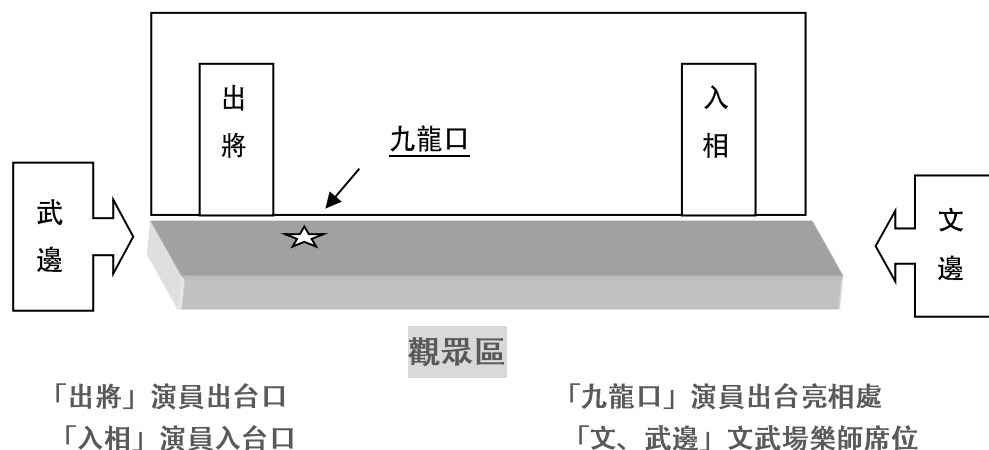 出將
入相
九龍口
武邊
文邊
觀眾區
「出將」演員出台口
「九龍口」演員出台亮相處
「入相」演員入台口
「文、武邊」文武場樂師席位